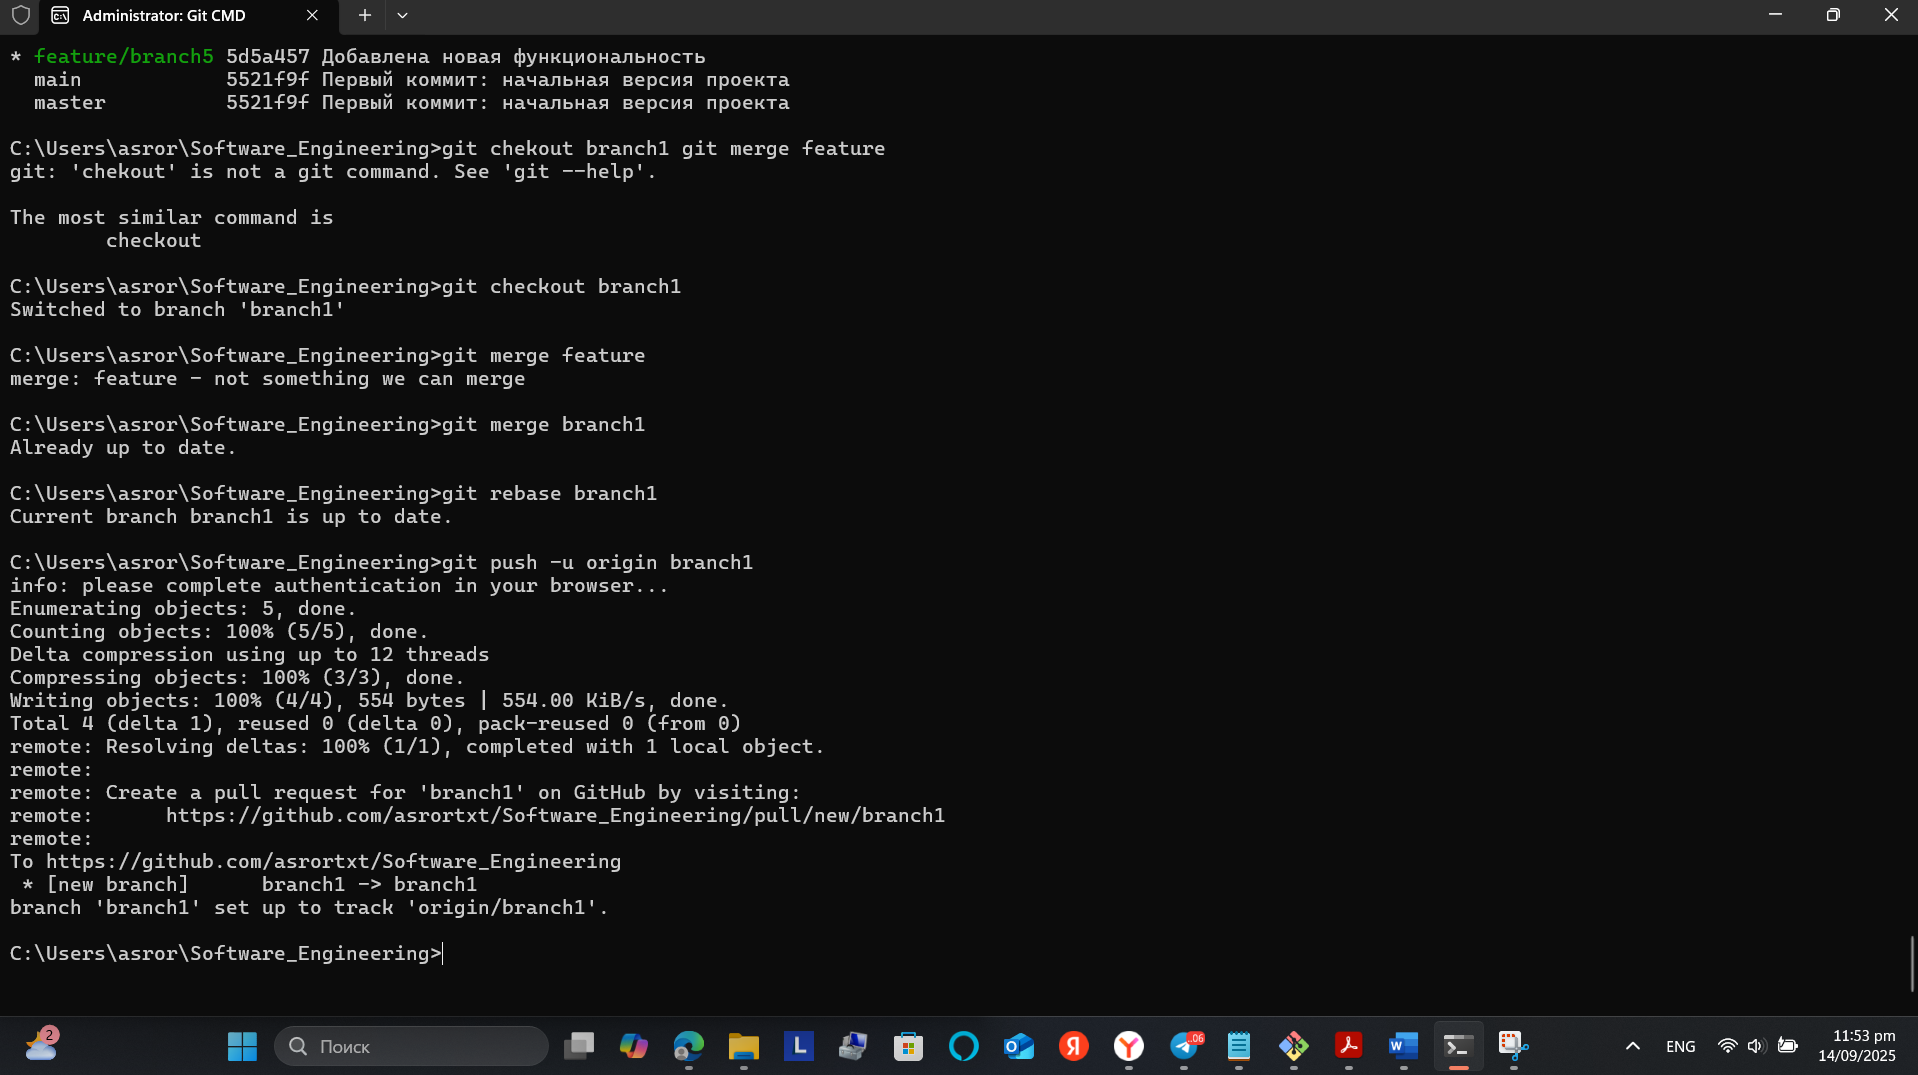 Administrator: Git CMD
* feature/branch5 5d5a457 Добавлена новая функциональность
  main            5521f9f Первый коммит: начальная версия проекта
  master          5521f9f Первый коммит: начальная версия проекта
C:\Users\asror\Software_Engineering>git chekout branch1 git merge feature
git: 'chekout' is not a git command. See 'git --help'.
The most similar command is
        checkout
C:\Users\asror\Software_Engineering>git checkout branch1
Switched to branch 'branch1'
C:\Users\asror\Software_Engineering>git merge feature
merge: feature - not something we can merge
C:\Users\asror\Software_Engineering>git merge branch1
Already up to date.
C:\Users\asror\Software_Engineering>git rebase branch1
Current branch branch1 is up to date.
C:\Users\asror\Software_Engineering>git push -u origin branch1
info: please complete authentication in your browser...
Enumerating objects: 5, done.
Counting objects: 100% (5/5), done.
Delta compression using up to 12 threads
Compressing objects: 100% (3/3), done.
Writing objects: 100% (4/4), 554 bytes | 554.00 KiB/s, done.
Total 4 (delta 1), reused 0 (delta 0), pack-reused 0 (from 0)
remote: Resolving deltas: 100% (1/1), completed with 1 local object.
remote:
remote: Create a pull request for 'branch1' on GitHub by visiting:
remote:      https://github.com/asrortxt/Software_Engineering/pull/new/branch1
remote:
To https://github.com/asrortxt/Software_Engineering
 * [new branch]      branch1 -> branch1
branch 'branch1' set up to track 'origin/branch1'.
C:\Users\asror\Software_Engineering>
2
Поиск
L
Я
.06
ENG
11:53 pm
14/09/2025